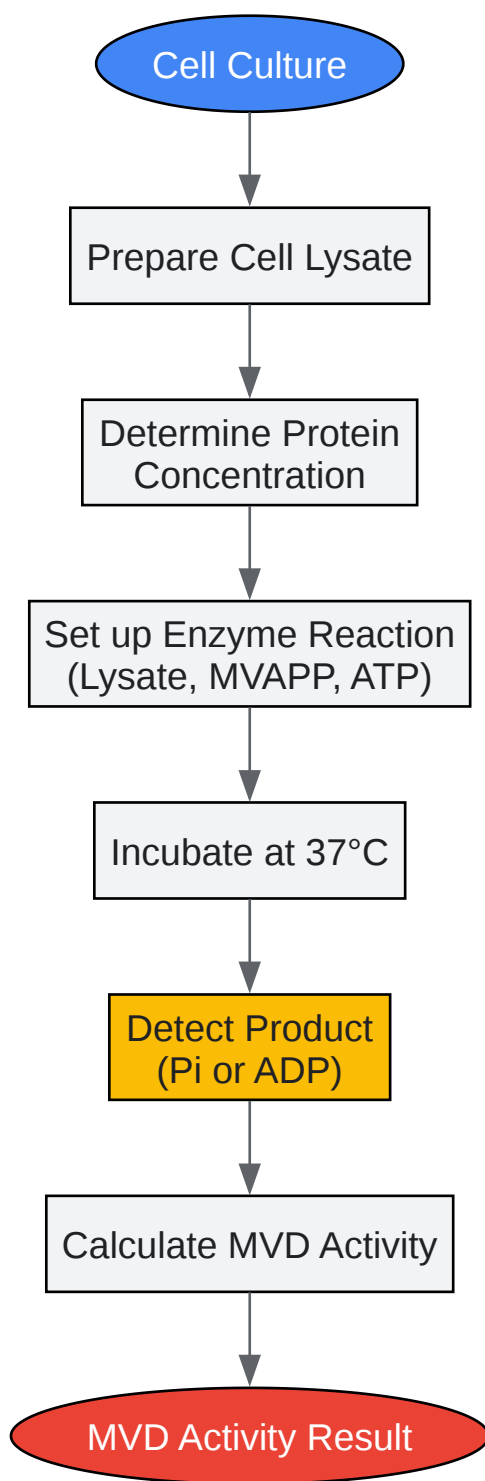 Cell Culture
Prepare Cell Lysate
Determine Protein
Concentration
Set up Enzyme Reaction
(Lysate, MVAPP, ATP)
Incubate at 37°C
Detect Product
(Pi or ADP)
Calculate MVD Activity
MVD Activity Result